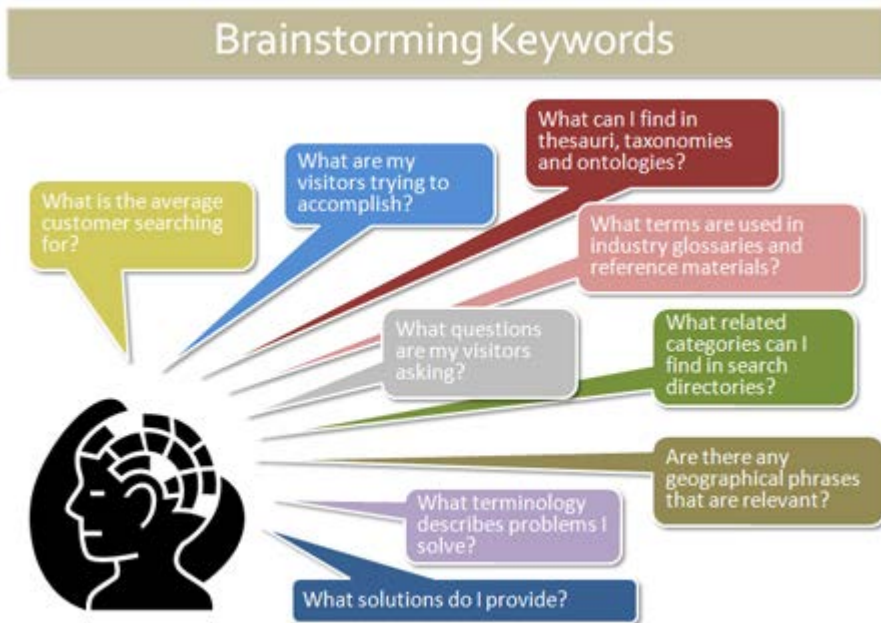 Brainstorming Keywords
What can I find in
thesauri, taxonomies
and ontologies?
What are my
visitors trying to
accomplish?
What is the average
customer searching
for?
What terms are used in
industry glossaries and
reference materials?
What questions
are my visitors
asking?
What related
categories can I
find in search
directories?
Are there any
geographical phrases
that are relevant?
What terminology
describes problems I
solve?
What solutions do I provide?